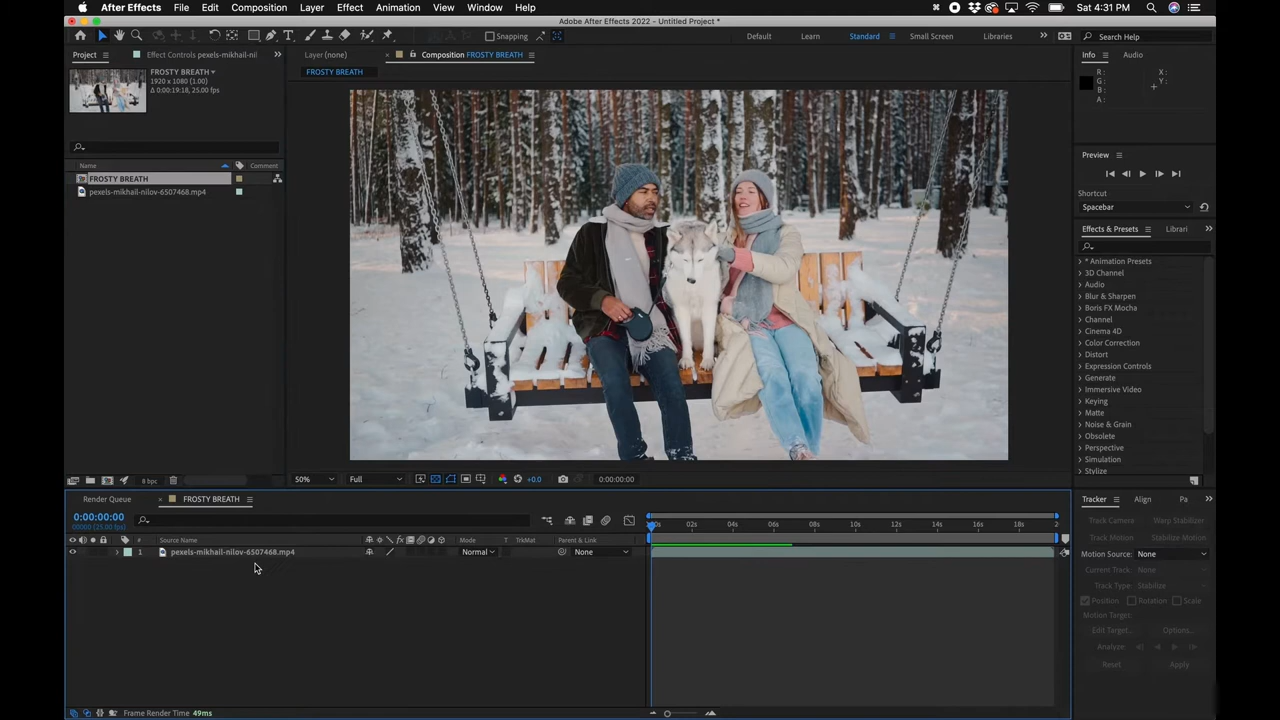 After Effects File Edit Composition Layer Effect Animation View Window Help Sat 4:31 PM
Adobe After Effects 2022 - Untitled Project *
Snapping Default Learn Standard Small Screen Libraries Search Help
Project Effect Controls pexels-mikhail-nil Layer (none) Composition FROSTY BREATH Info Audio
FROSTY BREATH
1920 x 1080 (1.00)
Δ 0:00:19:18, 25.00 fps
FROSTY BREATH
R :
G :
B :
A :
X :
Y :
Preview
Shortcut
Spacebar
Name Comment
FROSTY BREATH
pexels-mikhail-nilov-6507468.mp4
Effects & Presets Librari
* Animation Presets
3D Channel
Audio
Blur & Sharpen
Boris FX Mocha
Channel
Cinema 4D
Color Correction
Distort
Expression Controls
Generate
Immersive Video
Keying
Matte
Noise & Grain
Obsolete
Perspective
Simulation
Stylize
8 bpc 50% Full +0.0 0:00:00:00
Render Queue FROSTY BREATH
0:00:00:00
00000 (25.00 fps)
02s 04s 06s 08s 10s 12s 14s 16s 18s 2
# Source Name Mode T TrkMat Parent & Link
1 pexels-mikhail-nilov-6507468.mp4 Normal None
Tracker Align Pa
Track Camera Warp Stabilizer
Track Motion Stabilize Motion
Motion Source: None
Current Track: None
Track Type: Stabilize
Position Rotation Scale
Motion Target:
Edit Target... Options...
Analyze:
Reset Apply
Frame Render Time 49ms